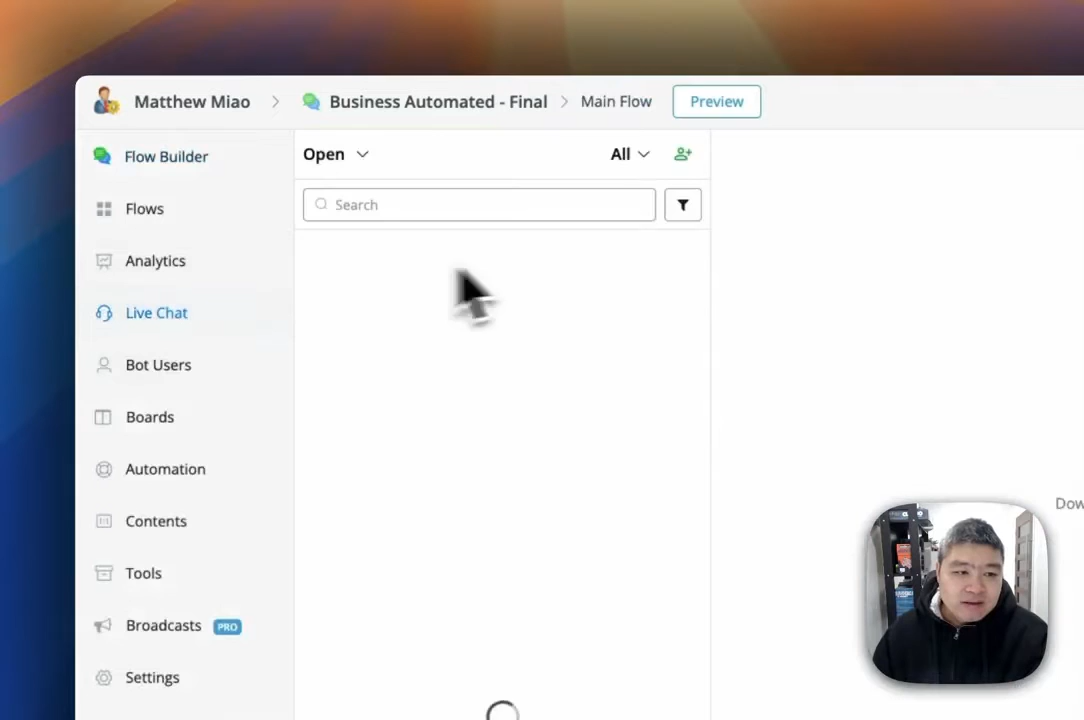 Matthew Miao
Business Automated - Final
Main Flow
Preview
Flow Builder
Flows
Analytics
Live Chat
Bot Users
Boards
Automation
Contents
Tools
Broadcasts PRO
Settings
Open
All
Search